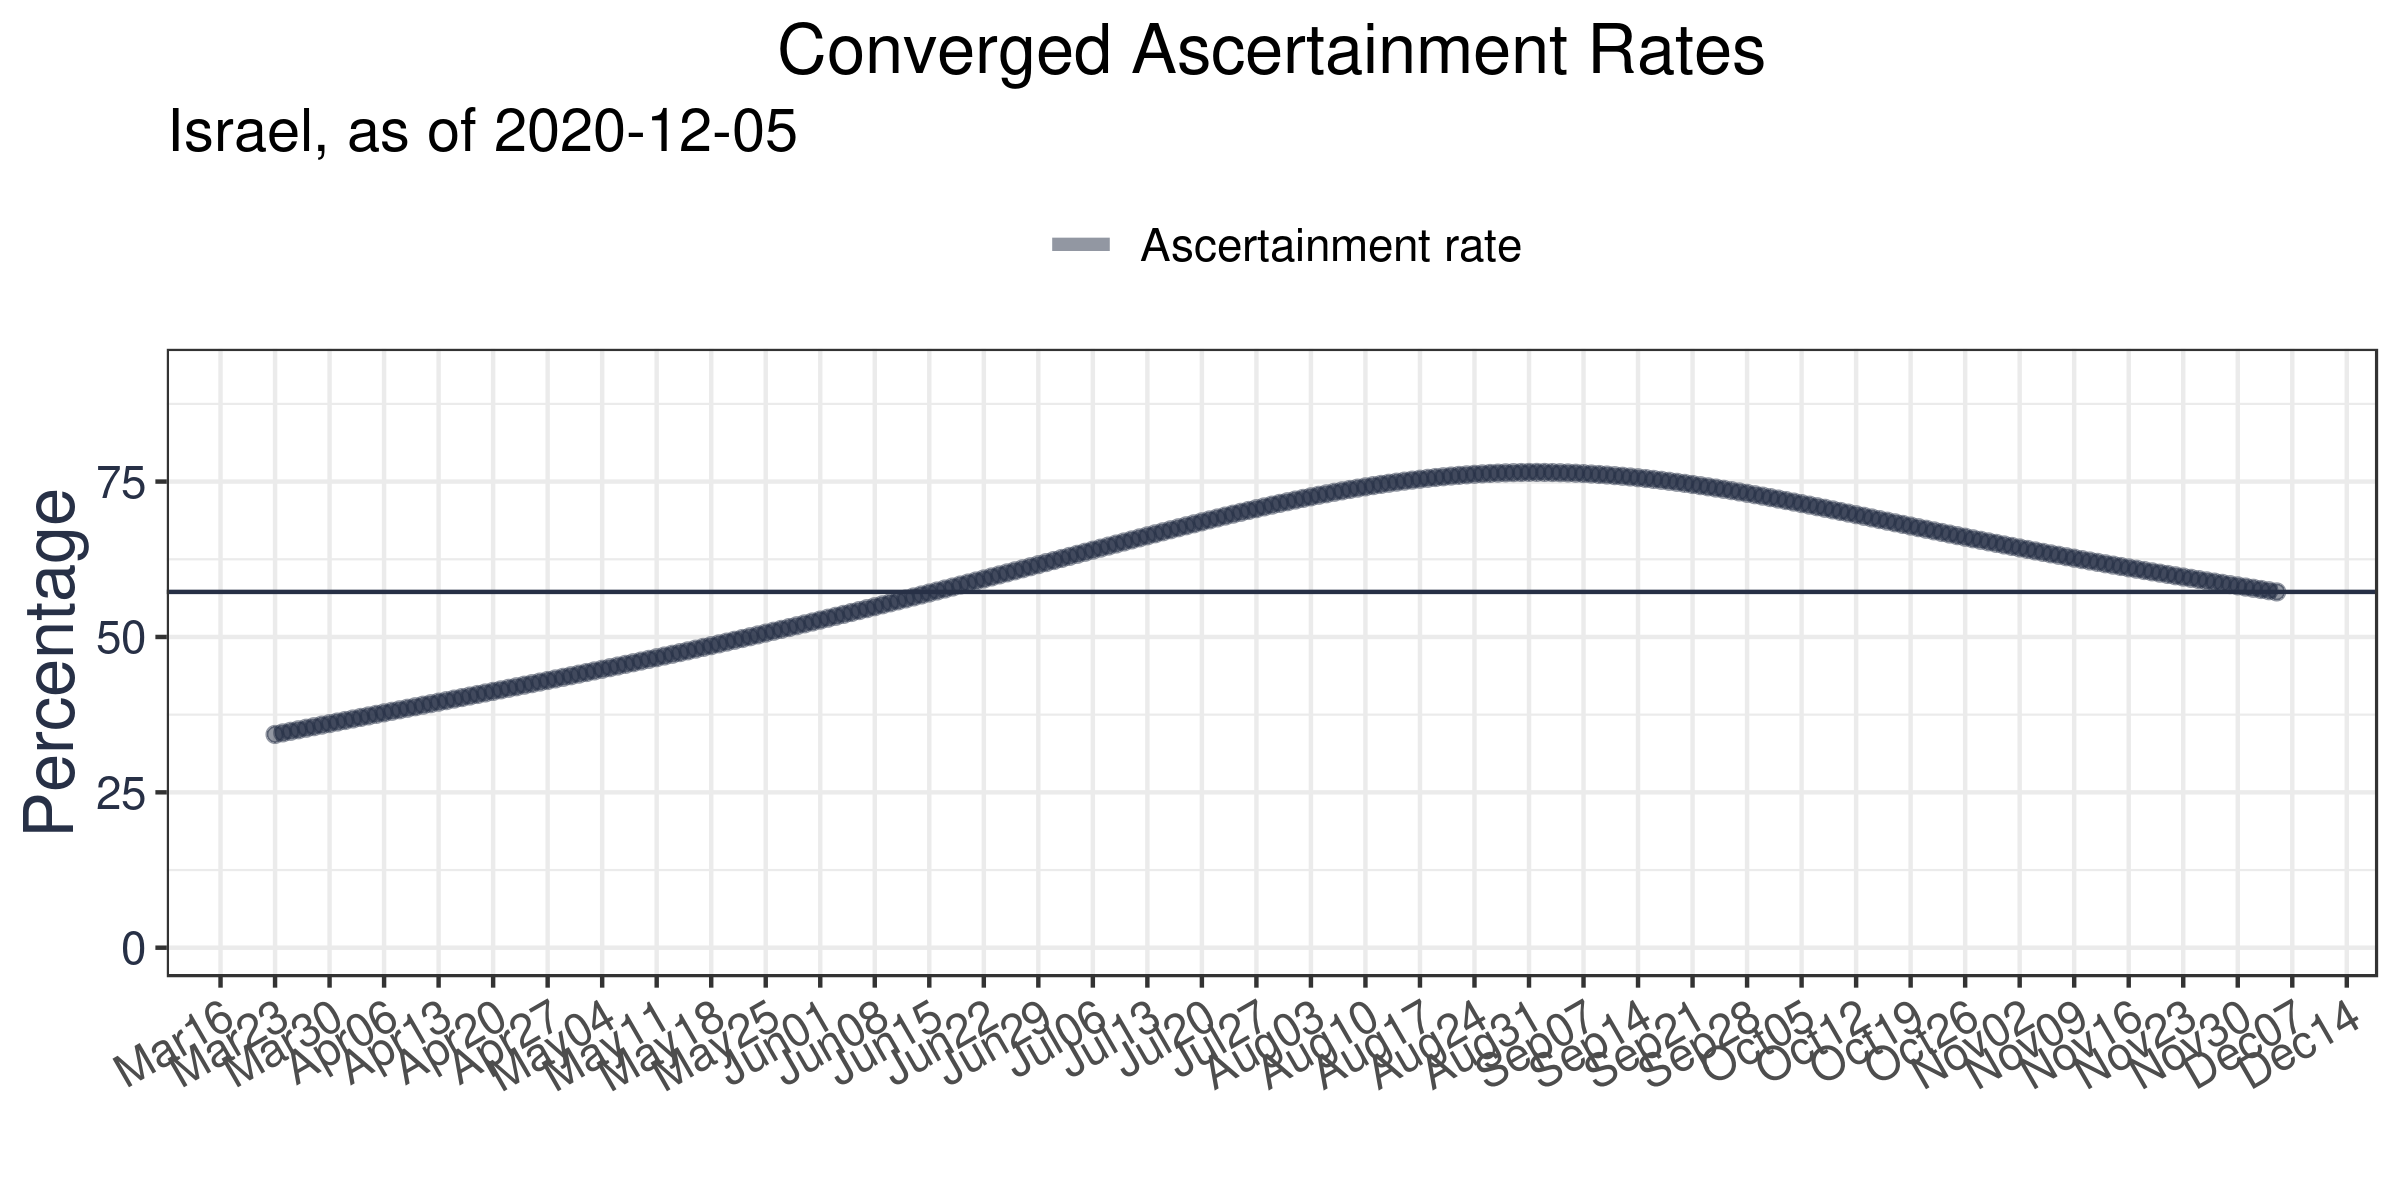 Converged Ascertainment Rates
Israel, as of 2020-12-05
Ascertainment rate
Percentage
75
50
25
0
Mar16
Mar23
Mar30
Apr06
Apr13
Apr20
Apr27
May04
May11
May18
May25
Jun01
Jun08
Jun15
Jun22
Jun29
Jul06
Jul13
Jul20
Jul27
Aug03
Aug10
Aug17
Aug24
Aug31
Sep07
Sep14
Sep21
Sep28
Oct05
Oct12
Oct19
Oct26
Nov02
Nov09
Nov16
Nov23
Nov30
Dec07
Dec14